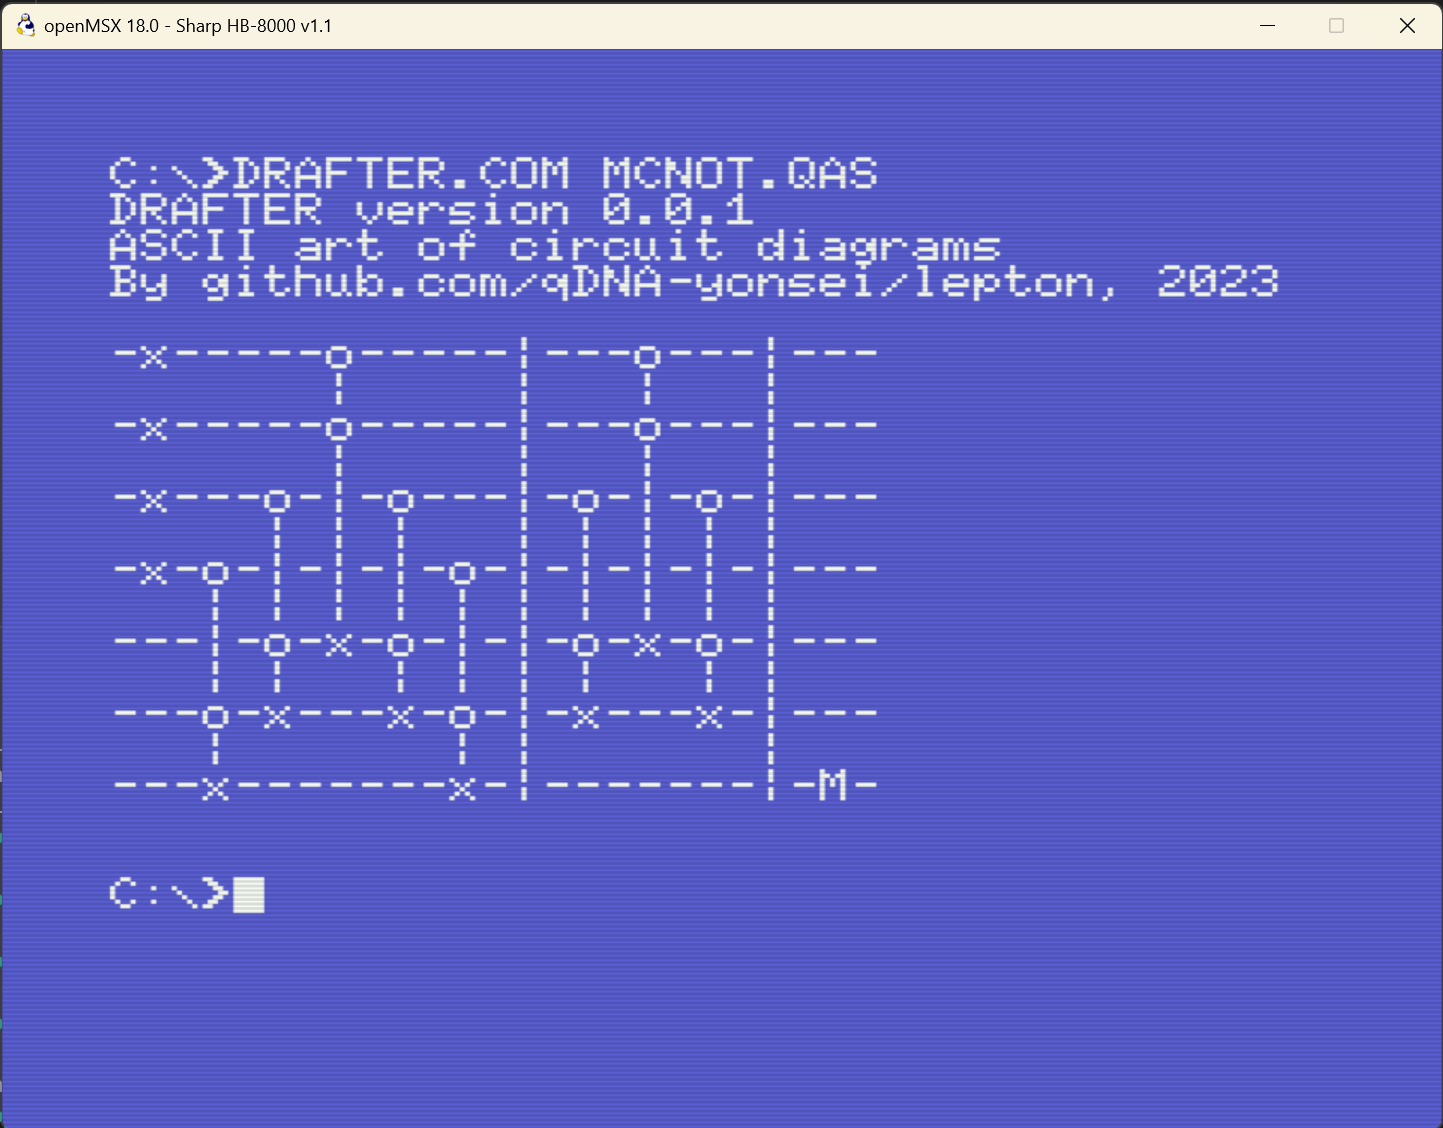 openMSX 18.0 - Sharp HB-8000 v1.1
C:\>DRAFTER.COM MCNOT.QAS
DRAFTER version 0.0.1
ASCII art of circuit diagrams
By github.com/qDNA-yonsei/lepton, 2023
-x-----o-----|---o---|---
       |         |
-x-----o-----|---o---|---
       |         |
-x---o-|-o---|-o-|-o-|---
     | | |     | | |
-x-o-|-|-|-o-|-|-|-|-|---
   | | | | |   | | |
---|-o-x-o-|-|-o-x-o-|---
   | |   | |   |   |
---o-x---x-o-|-x---x-|---
   |       |
---x-------x-|-------|-M-
C:\>